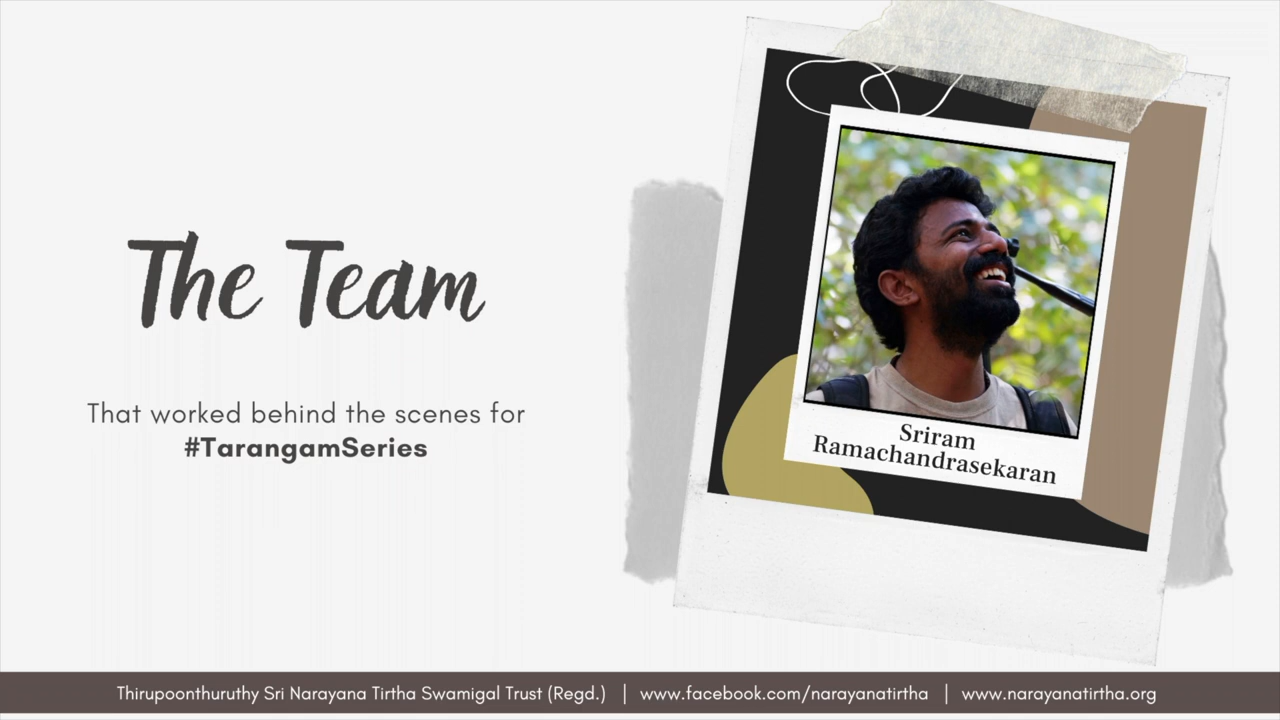 The Team
That worked behind the scenes for
#TarangamSeries
Sriram
Ramachandrasekaran
Thirupoonthuruthy Sri Narayana Tirtha Swamigal Trust (Regd.) | www.facebook.com/narayanatirtha | www.narayanatirtha.org